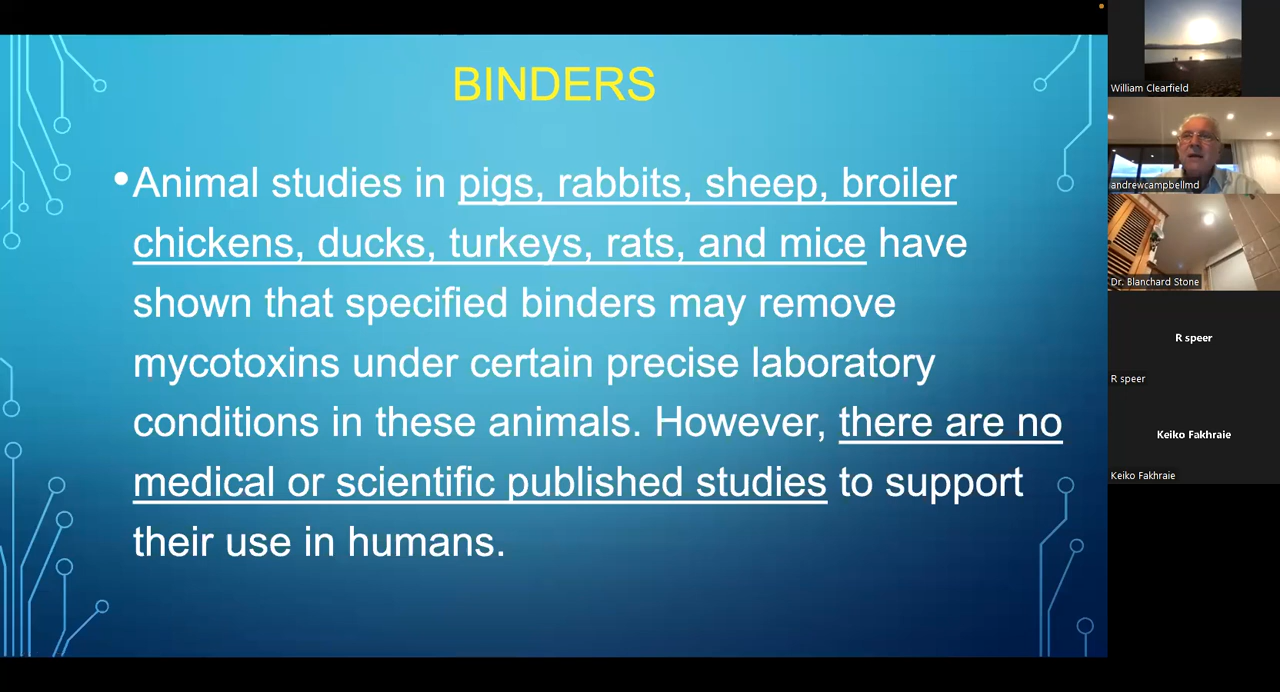 BINDERS
•Animal studies in pigs, rabbits, sheep, broiler
chickens, ducks, turkeys, rats, and mice have
shown that specified binders may remove
mycotoxins under certain precise laboratory
conditions in these animals. However, there are no
medical or scientific published studies to support
their use in humans.
William Clearfield
andrewcampbellmd
Dr. Blanchard Stone
R speer
R speer
Keiko Fakhraie
Keiko Fakhraie